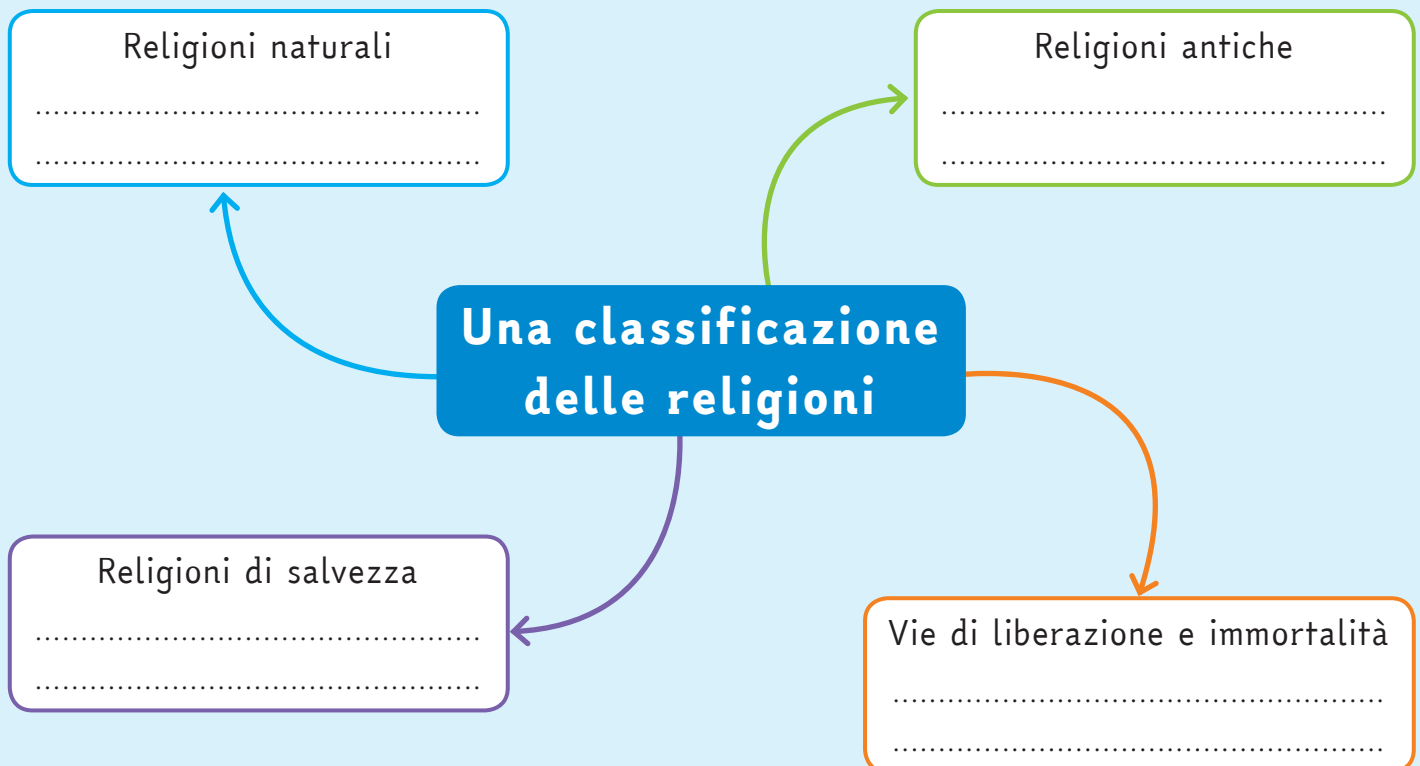 Religioni naturali
..................................................
..................................................
Religioni antiche
..................................................
..................................................
Una classificazione
delle religioni
Religioni di salvezza
..................................................
..................................................
Vie di liberazione e immortalità
.......................................................
.......................................................